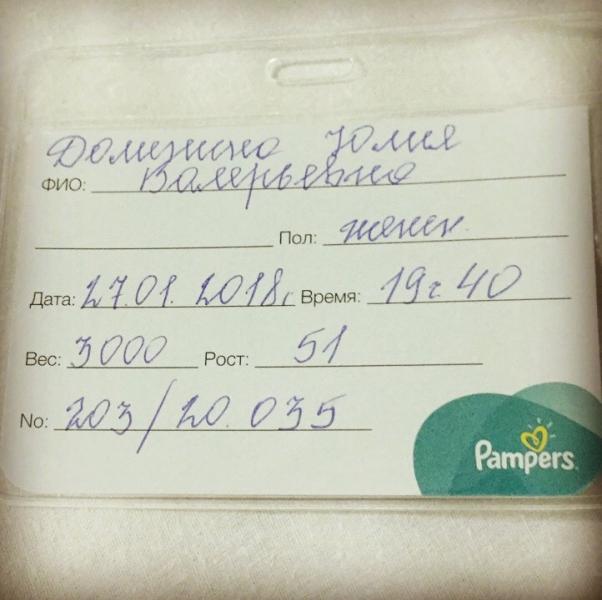 Юлия
ФИО: Валерьевна
Пол: женск.
Дата: 27.01.2018г Время: 19ч. 40
Вес: 3000 Рост: 51
No: 203/20.035
Pampers